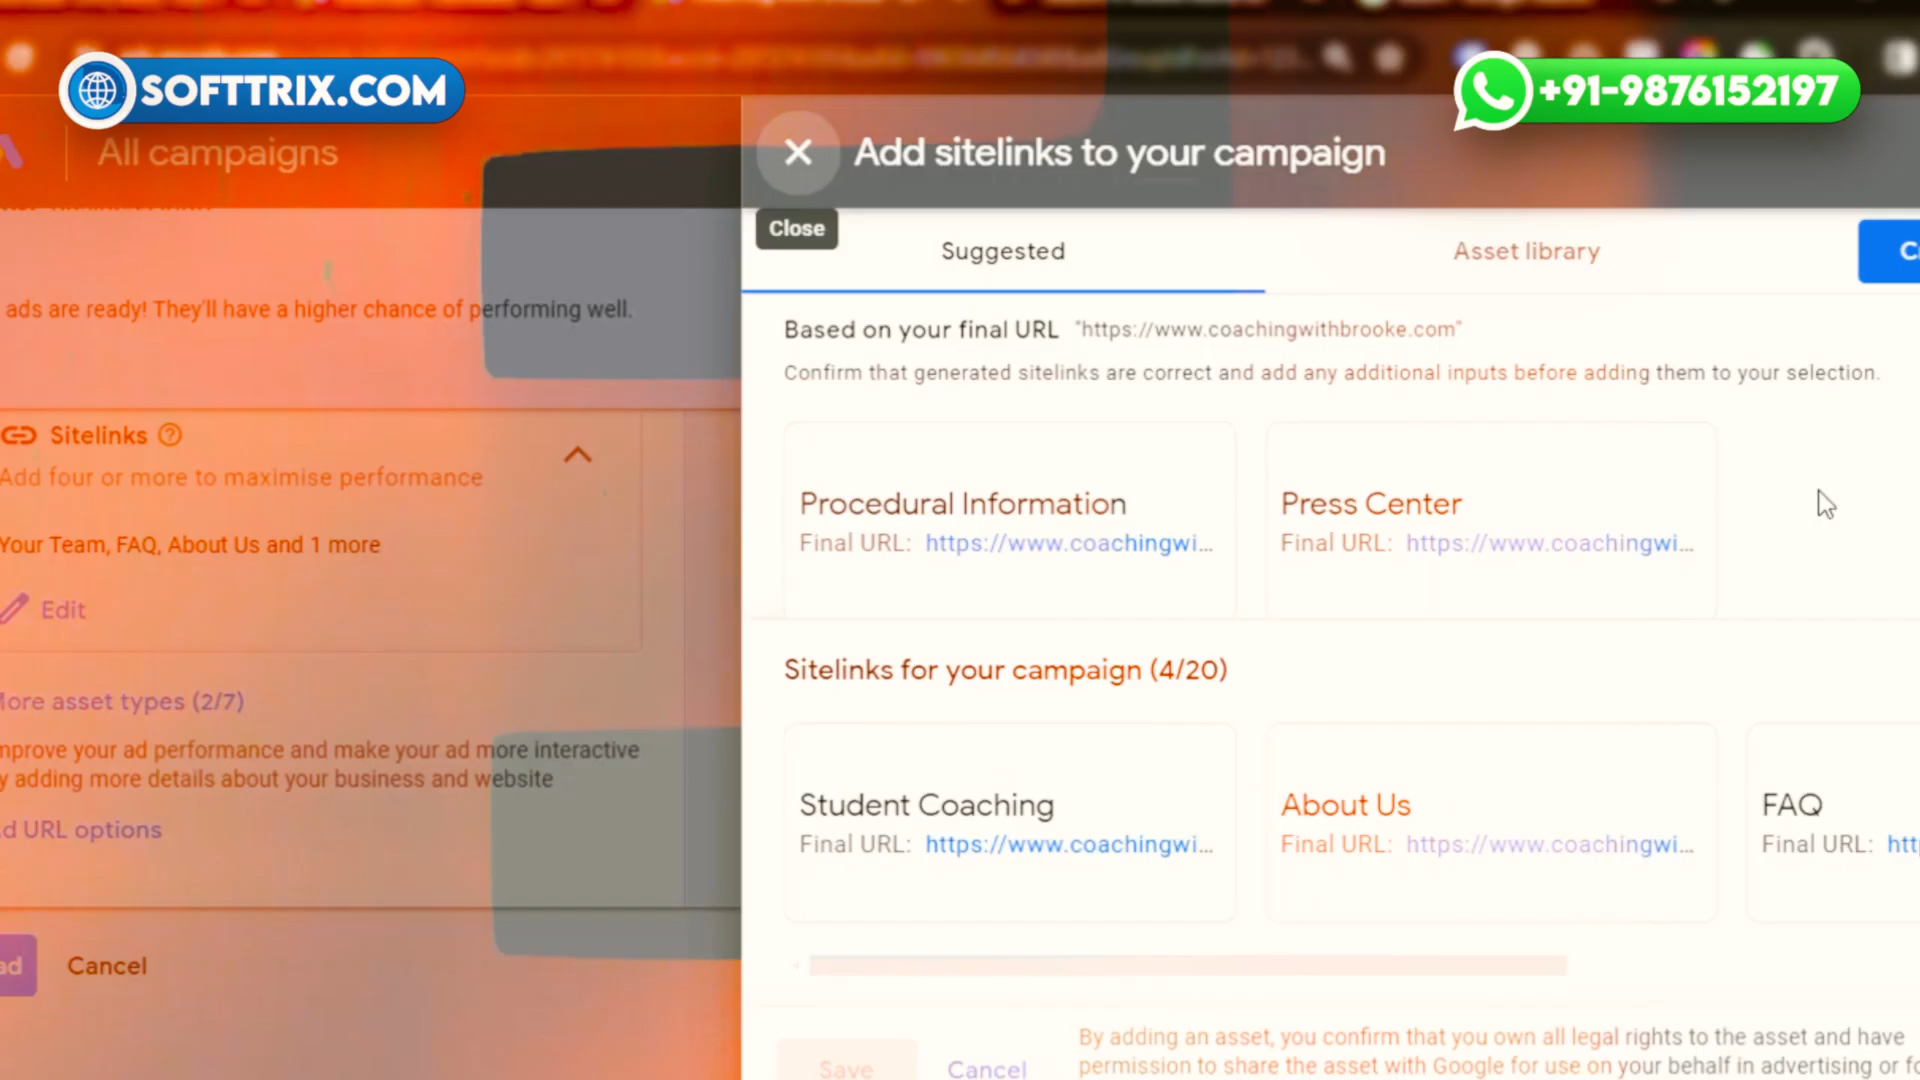 SOFTTRIX.COM
+91-9876152197
All campaigns
Add sitelinks to your campaign
Close
Suggested
Asset library
ads are ready! They'll have a higher chance of performing well.
Based on your final URL "https://www.coachingwithbrooke.com"
Confirm that generated sitelinks are correct and add any additional inputs before adding them to your selection.
Sitelinks
Add four or more to maximise performance
Your Team, FAQ, About Us and 1 more
Edit
Procedural Information
Final URL: https://www.coachingwi...
Press Center
Final URL: https://www.coachingwi...
Sitelinks for your campaign (4/20)
More asset types (2/7)
mprove your ad performance and make your ad more interactive
y adding more details about your business and website
d URL options
Student Coaching
Final URL: https://www.coachingwi...
About Us
Final URL: https://www.coachingwi...
FAQ
Final URL: htt
ad
Cancel
Save
Cancel
By adding an asset, you confirm that you own all legal rights to the asset and have
permission to share the asset with Google for use on your behalf in advertising or fo